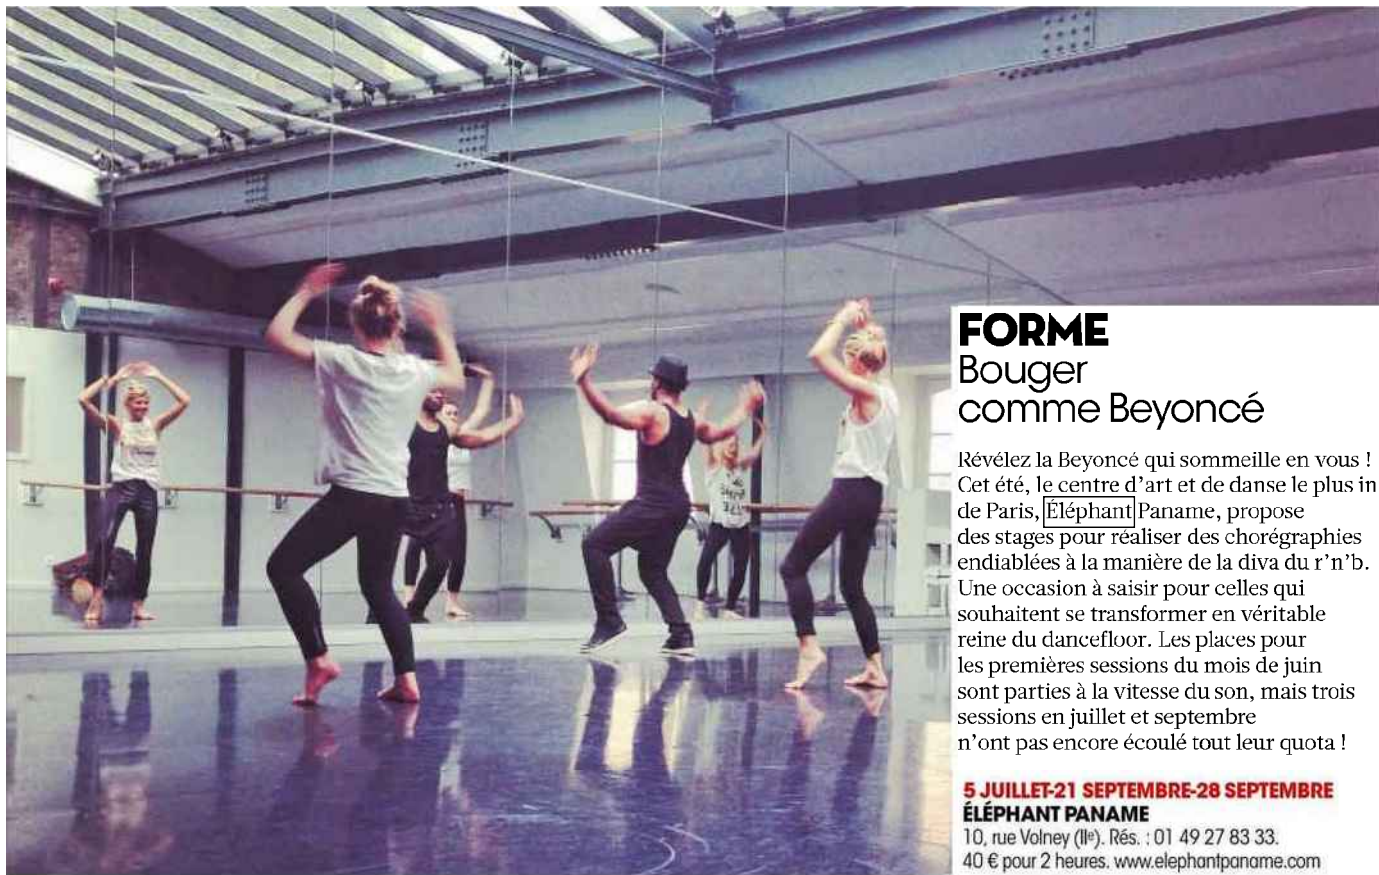 FORME
Bouger
comme Beyoncé
Révélez la Beyoncé qui sommeille en vous !
Cet été, le centre d'art et de danse le plus in
de Paris, Éléphant Paname, propose
des stages pour réaliser des chorégraphies
endiablées à la manière de la diva du r'n'b.
Une occasion à saisir pour celles qui
souhaitent se transformer en véritable
reine du dancefloor. Les places pour
les premières sessions du mois de juin
sont parties à la vitesse du son, mais trois
sessions en juillet et septembre
n'ont pas encore écoulé tout leur quota !
5 JUILLET-21 SEPTEMBRE-28 SEPTEMBRE
ÉLÉPHANT PANAME
10, rue Volney (IIe). Rés. : 01 49 27 83 33.
40 € pour 2 heures. www.elephantpaname.com